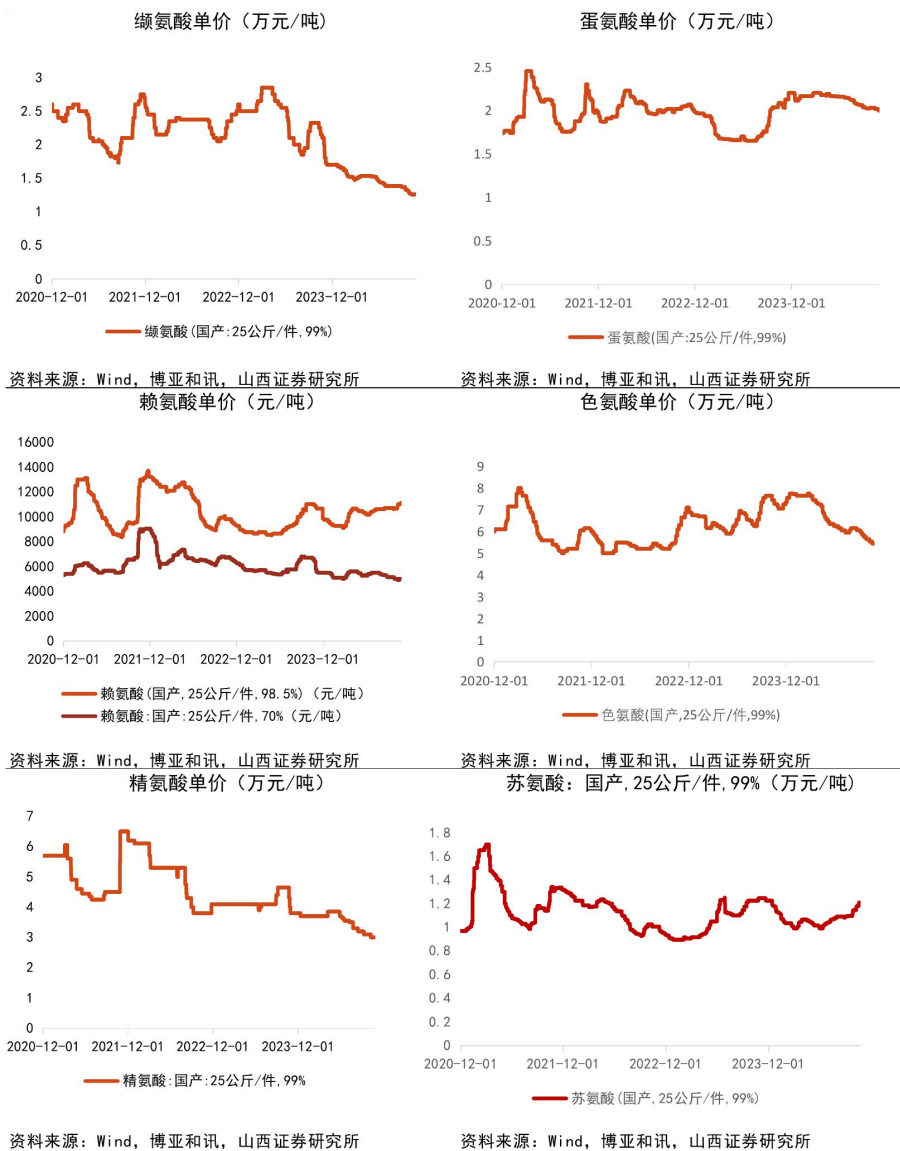 缬氨酸单价（万元/吨）
3
2.5
2
1.5
1
0.5
0
2020-12-01 2021-12-01 2022-12-01 2023-12-01
缬氨酸(国产:25公斤/件,99%)
资料来源：Wind，博亚和讯，山西证券研究所
蛋氨酸单价（万元/吨）
2.5
2
1.5
1
0.5
0
2020-12-01 2021-12-01 2022-12-01 2023-12-01
蛋氨酸(国产:25公斤/件,99%)
资料来源：Wind，博亚和讯，山西证券研究所
赖氨酸单价（元/吨）
16000
14000
12000
10000
8000
6000
4000
2000
0
2020-12-01 2021-12-01 2022-12-01 2023-12-01
赖氨酸(国产,25公斤/件,98.5%)（元/吨）
赖氨酸:国产:25公斤/件,70%（元/吨）
资料来源：Wind，博亚和讯，山西证券研究所
色氨酸单价（万元/吨）
9
8
7
6
5
4
3
2
1
0
2020-12-01 2021-12-01 2022-12-01 2023-12-01
色氨酸(国产,25公斤/件,99%)
资料来源：Wind，博亚和讯，山西证券研究所
精氨酸单价（万元/吨）
7
6
5
4
3
2
1
0
2020-12-01 2021-12-01 2022-12-01 2023-12-01
精氨酸:国产:25公斤/件,99%
资料来源：Wind，博亚和讯，山西证券研究所
苏氨酸：国产,25公斤/件,99%（万元/吨)
1.8
1.6
1.4
1.2
1
0.8
0.6
0.4
0.2
0
2020-12-01 2021-12-01 2022-12-01 2023-12-01
苏氨酸(国产,25公斤/件,99%)
资料来源：Wind，博亚和讯，山西证券研究所